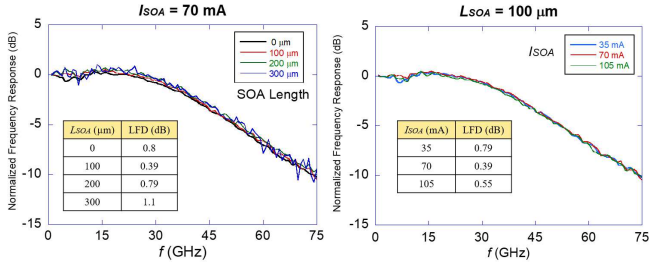 I_SOA = 70 mA
Normalized Frequency Response (dB)
5
0
-5
-10
-15
0 μm
100 μm
200 μm
300 μm
SOA Length
L_SOA (μm) LFD (dB)
0 0.8
100 0.39
200 0.79
300 1.1
0 15 30 45 60 75
f (GHz)
L_SOA = 100 μm
Normalized Frequency Response (dB)
5
0
-5
-10
-15
I_SOA
35 mA
70 mA
105 mA
I_SOA (mA) LFD (dB)
35 0.79
70 0.39
105 0.55
0 15 30 45 60 75
f (GHz)